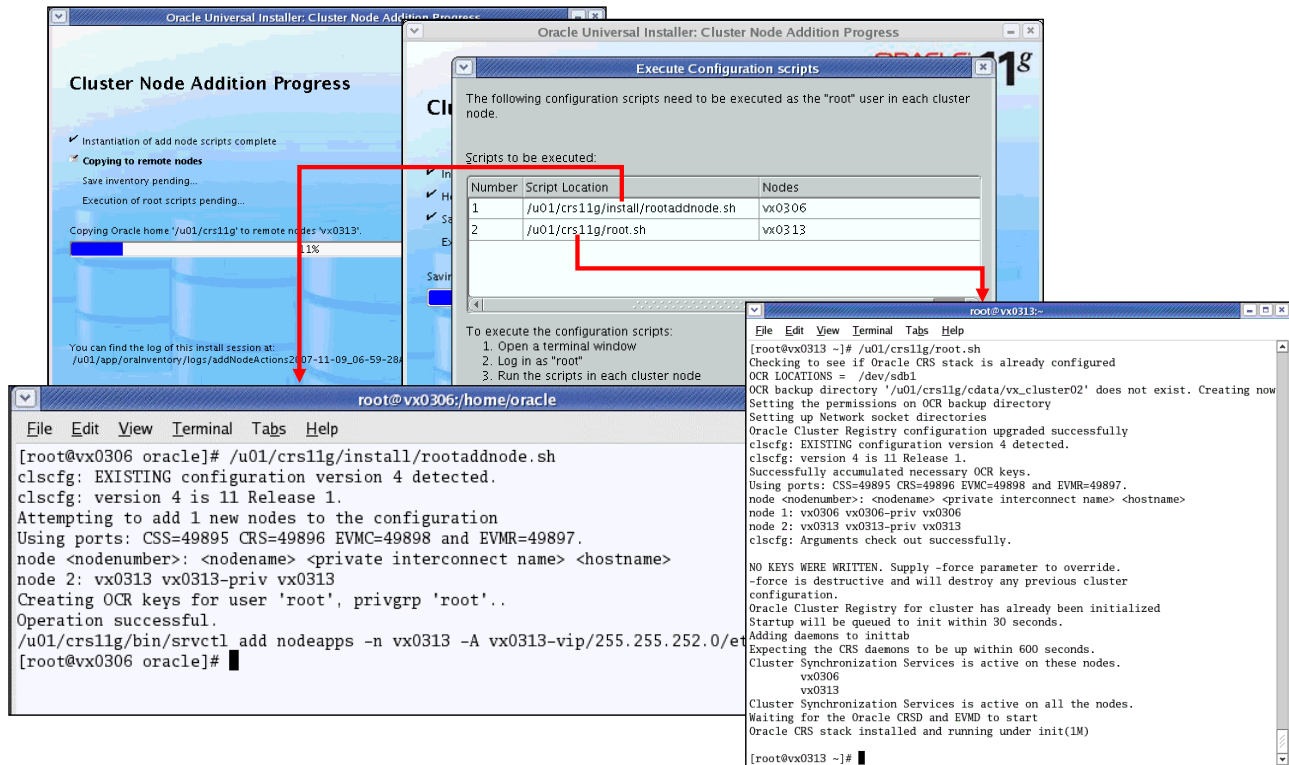 Oracle Universal Installer: Cluster Node Addition Progress
Cluster Node Addition Progress
Instantiation of add node scripts complete
Copying to remote nodes
Save inventory pending...
Execution of root scripts pending...
Copying Oracle home '/u01/crs11g' to remote nodes 'vx0313'.
11%
You can find the log of this install session at:
/u01/app/oraInventory/logs/addNodeActions2007-11-09_06-59-28
Oracle Universal Installer: Cluster Node Addition Progress
11g
Execute Configuration scripts
The following configuration scripts need to be executed as the "root" user in each cluster
node.
Scripts to be executed:
Number Script Location Nodes
1 /u01/crs11g/install/rootaddnode.sh vx0306
2 /u01/crs11g/root.sh vx0313
To execute the configuration scripts:
1. Open a terminal window
2. Log in as "root"
3. Run the scripts in each cluster node
root@vx0306:/home/oracle
File Edit View Terminal Tabs Help
[root@vx0306 oracle]# /u01/crs11g/install/rootaddnode.sh
clscfg: EXISTING configuration version 4 detected.
clscfg: version 4 is 11 Release 1.
Attempting to add 1 new nodes to the configuration
Using ports: CSS=49895 CRS=49896 EVMC=49898 and EVMR=49897.
node <nodenumber>: <nodename> <private interconnect name> <hostname>
node 2: vx0313 vx0313-priv vx0313
Creating OCR keys for user 'root', privgrp 'root'..
Operation successful.
/u01/crs11g/bin/srvctl add nodeapps -n vx0313 -A vx0313-vip/255.255.252.0/et
[root@vx0306 oracle]#
root@vx0313:~
File Edit View Terminal Tabs Help
[root@vx0313 ~]# /u01/crs11g/root.sh
Checking to see if Oracle CRS stack is already configured
OCR LOCATIONS =  /dev/sdb1
OCR backup directory '/u01/crs11g/cdata/vx_cluster02' does not exist. Creating now
Setting the permissions on OCR backup directory
Setting up Network socket directories
Oracle Cluster Registry configuration upgraded successfully
clscfg: EXISTING configuration version 4 detected.
clscfg: version 4 is 11 Release 1.
Successfully accumulated necessary OCR keys.
Using ports: CSS=49895 CRS=49896 EVMC=49898 and EVMR=49897.
node <nodenumber>: <nodename> <private interconnect name> <hostname>
node 1: vx0306 vx0306-priv vx0306
node 2: vx0313 vx0313-priv vx0313
clscfg: Arguments check out successfully.
NO KEYS WERE WRITTEN. Supply -force parameter to override.
-force is destructive and will destroy any previous cluster
configuration.
Oracle Cluster Registry for cluster has already been initialized
Startup will be queued to init within 30 seconds.
Adding daemons to inittab
Expecting the CRS daemons to be up within 600 seconds.
Cluster Synchronization Services is active on these nodes.
vx0306
vx0313
Cluster Synchronization Services is active on all the nodes.
Waiting for the Oracle CRSD and EVMD to start
Oracle CRS stack installed and running under init(1M)
[root@vx0313 ~]#